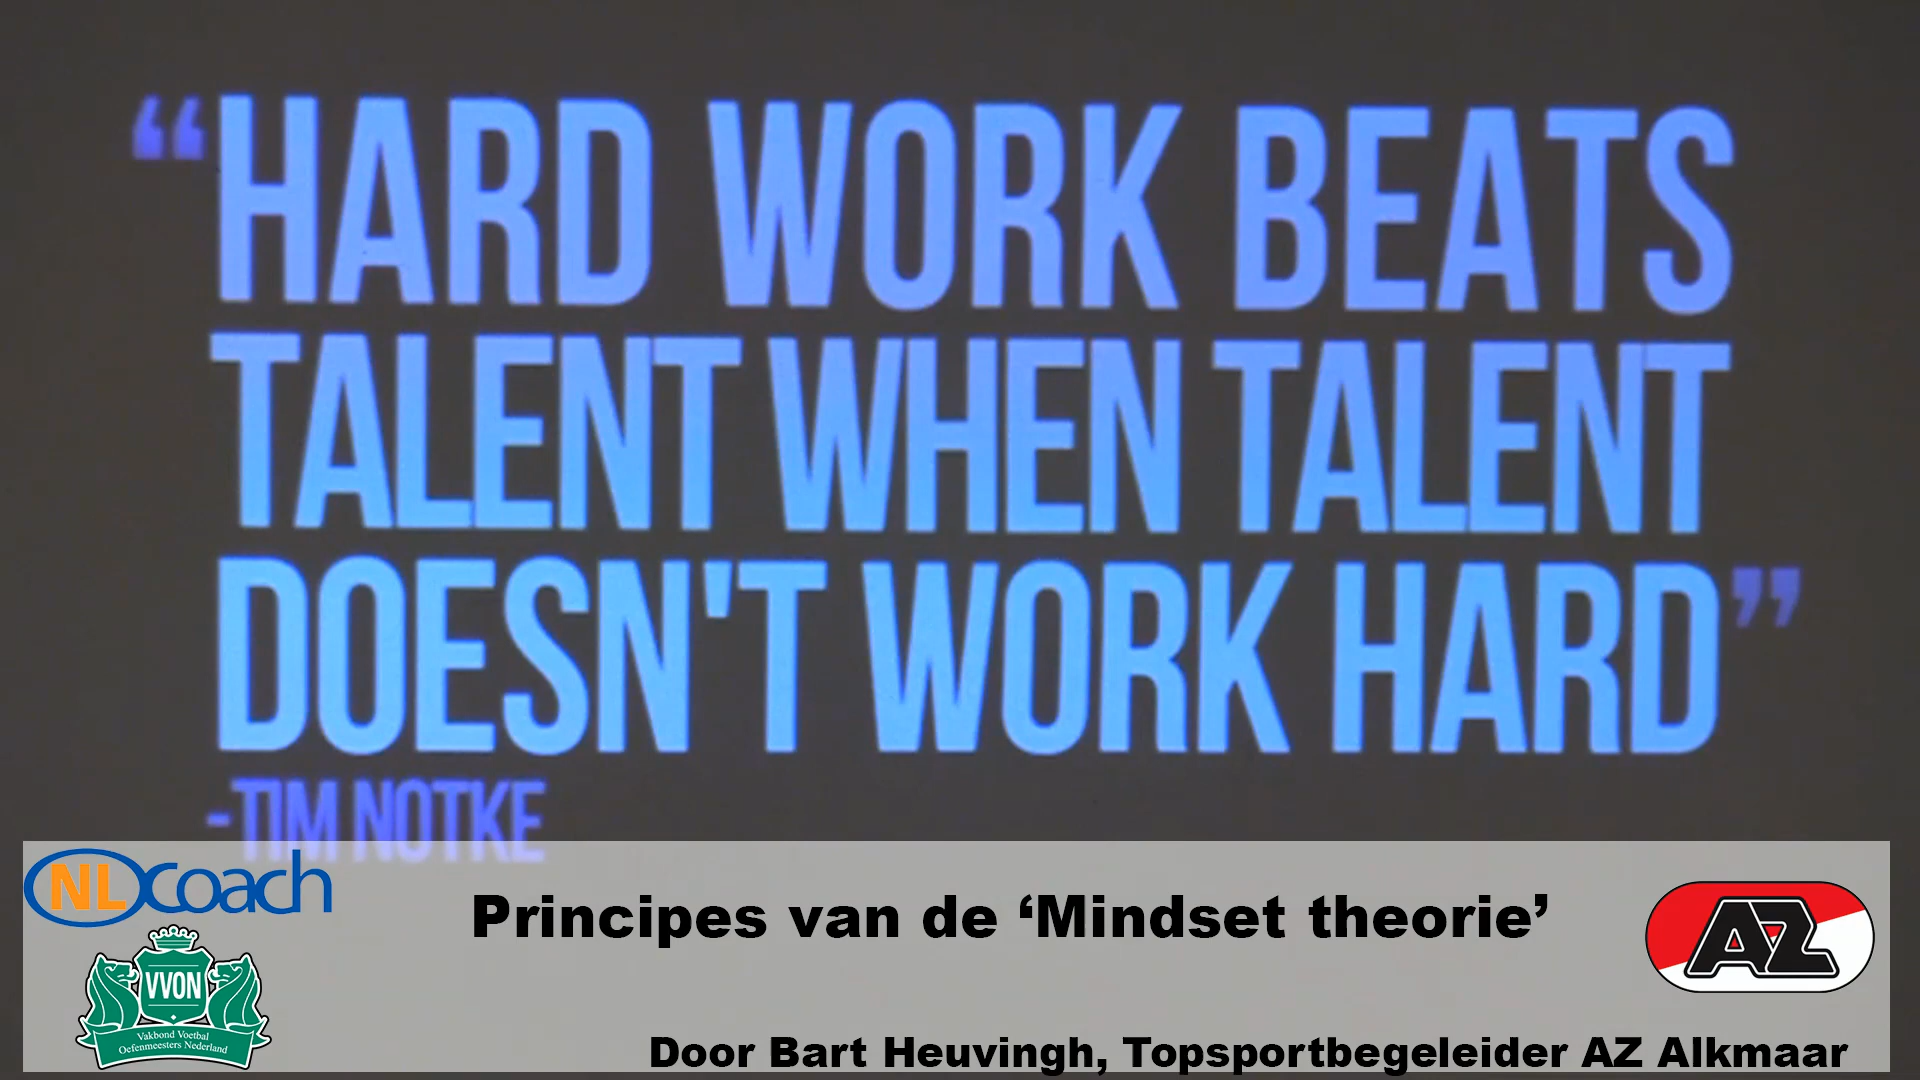 “HARD WORK BEATS
TALENT WHEN TALENT
DOESN'T WORK HARD”
-TIM NOTKE
NLcoach
Principes van de ‘Mindset theorie’
AZ
VVON
Vakbond Voetbal
Oefenmeesters Nederland
Door Bart Heuvingh, Topsportbegeleider AZ Alkmaar